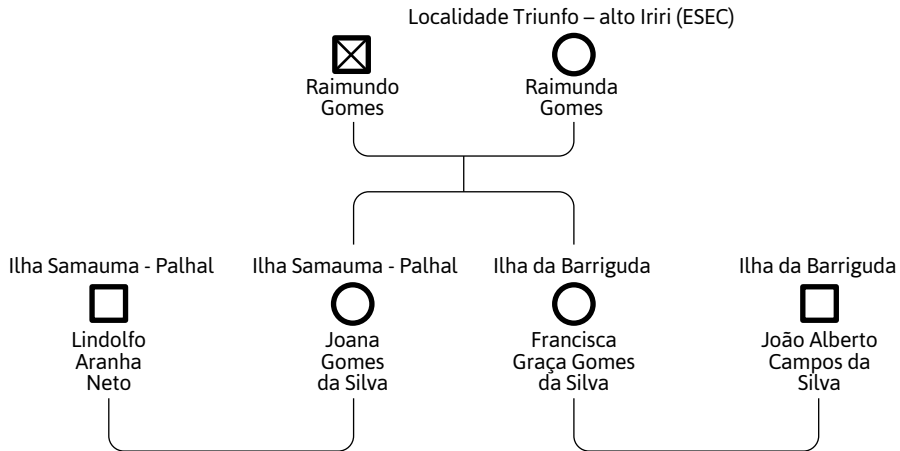 Localidade Triunfo – alto Iriri (ESEC)
Raimundo
Gomes
Raimunda
Gomes
Ilha Samauma - Palhal
Lindolfo
Aranha
Neto
Ilha Samauma - Palhal
Joana
Gomes
da Silva
Ilha da Barriguda
Francisca
Graça Gomes
da Silva
Ilha da Barriguda
João Alberto
Campos da
Silva